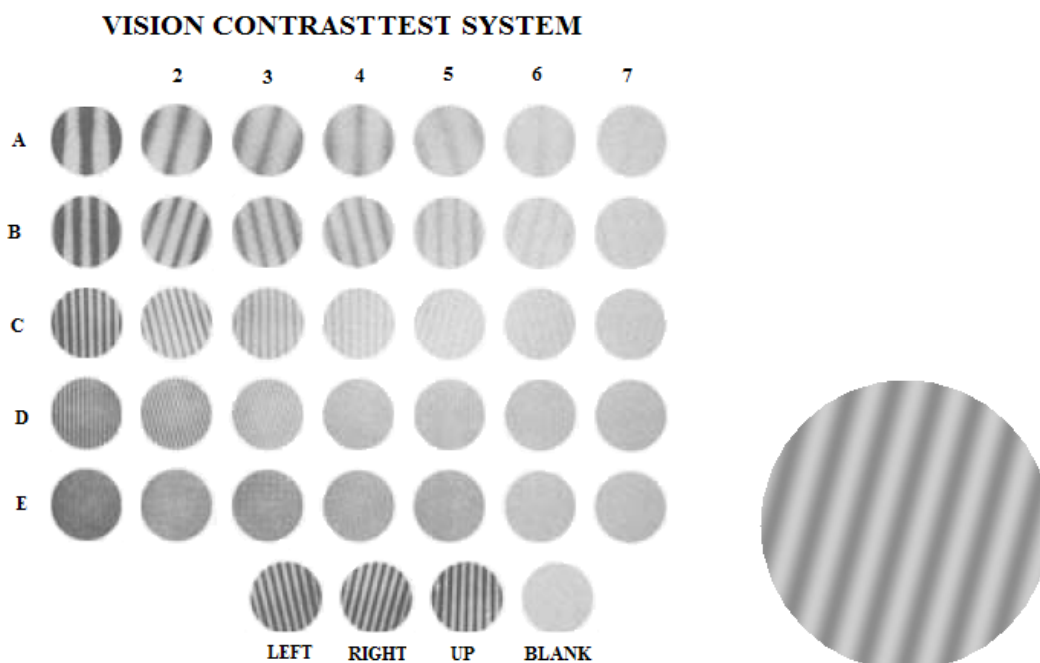 VISION CONTRASTTEST SYSTEM
2 3 4 5 6 7
A
B
C
D
E
LEFT RIGHT UP BLANK